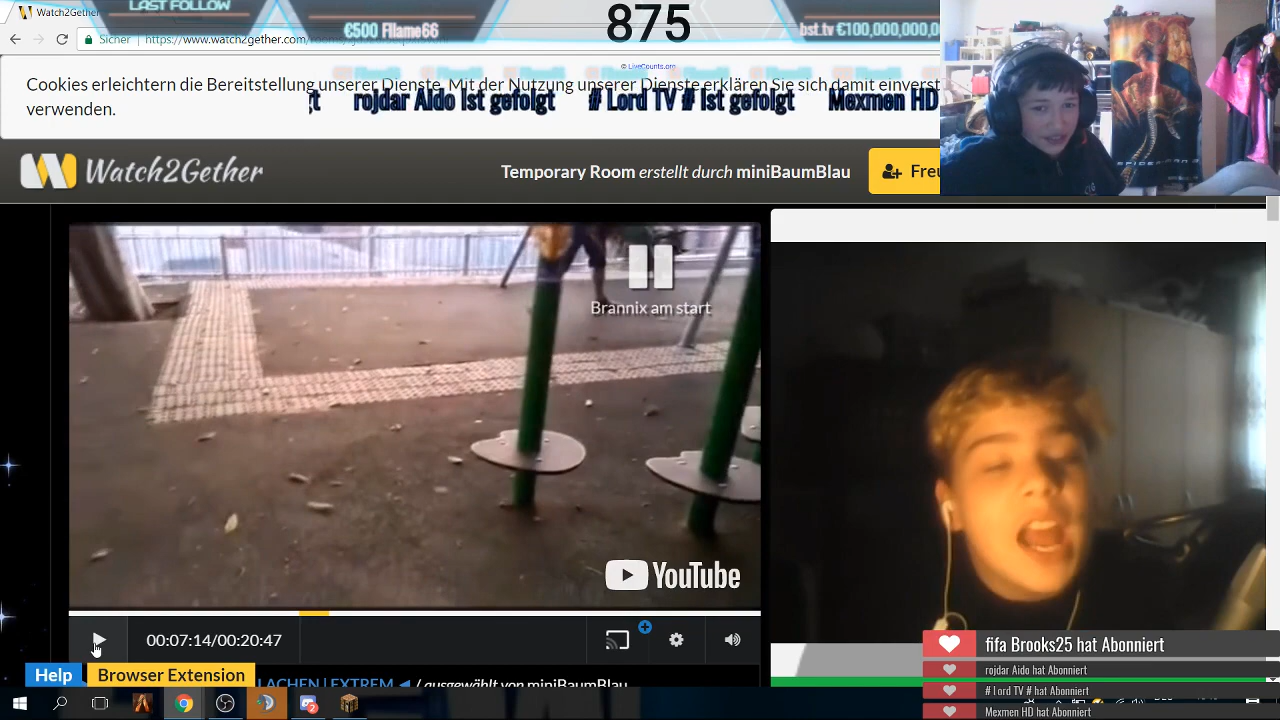 Watch2Gether
LAST FOLLOW
€500 Fllame66
875
bst.tv €100,000,000,0
Sicher
https://www.watch2gether.com/
© LiveCounts.org
Cookies erleichtern die Bereitstellung unserer Dienste. Mit der Nutzung unserer Dienste erklären Sie sich damit einverst
verwenden.
rojdar Aido ist gefolgt
# Lord TV # ist gefolgt
Mexmen HD
Watch2Gether
Temporary Room erstellt durch miniBaumBlau
Freu
Brannix am start
YouTube
00:07:14/00:20:47
Help
Browser Extension
LACHEN | EXTREM ◄ / ausgewählt von miniBaumBlau
fifa Brooks25 hat Abonniert
rojdar Aido hat Abonniert
# Lord TV # hat Abonniert
Mexmen HD hat Abonniert